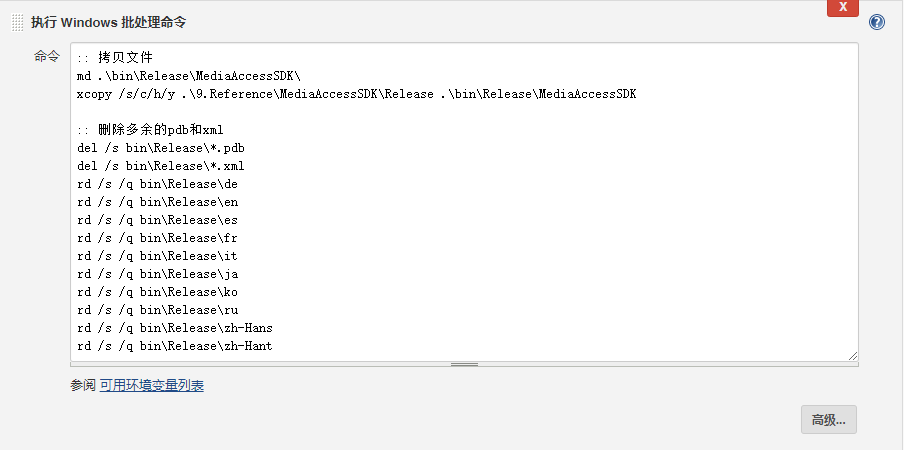 X
执行 Windows 批处理命令
?
命令
:: 拷贝文件
md .\bin\Release\MediaAccessSDK\
xcopy /s/c/h/y .\9.Reference\MediaAccessSDK\Release .\bin\Release\MediaAccessSDK
:: 删除多余的pdb和xml
del /s bin\Release\*.pdb
del /s bin\Release\*.xml
rd /s /q bin\Release\de
rd /s /q bin\Release\en
rd /s /q bin\Release\es
rd /s /q bin\Release\fr
rd /s /q bin\Release\it
rd /s /q bin\Release\ja
rd /s /q bin\Release\ko
rd /s /q bin\Release\ru
rd /s /q bin\Release\zh-Hans
rd /s /q bin\Release\zh-Hant
参阅 可用环境变量列表
高级...